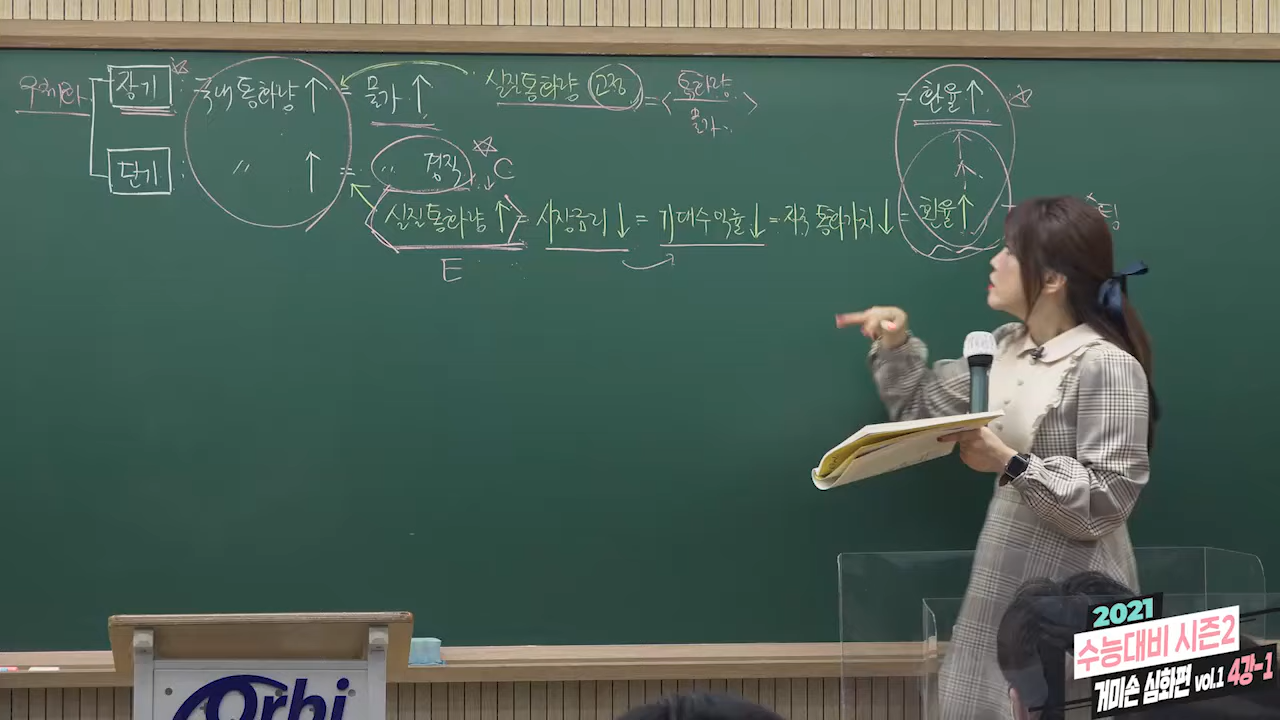 우하다 장기 : 국내 통화량 ↑ 물가 ↑ 실질통화량 고정 = < 통화량 / 물가 > = 환율 ↑
단기 : 〃 ↑ = 〃 경직 C
실질통화량 ↑ = 시장금리 ↓ = 기대수익률 ↓ = 자국 통화가치 ↓ = 환율 ↑
E
2021
수능대비 시즌2
거미손 심화편 vol.1 4강-1
Orbi